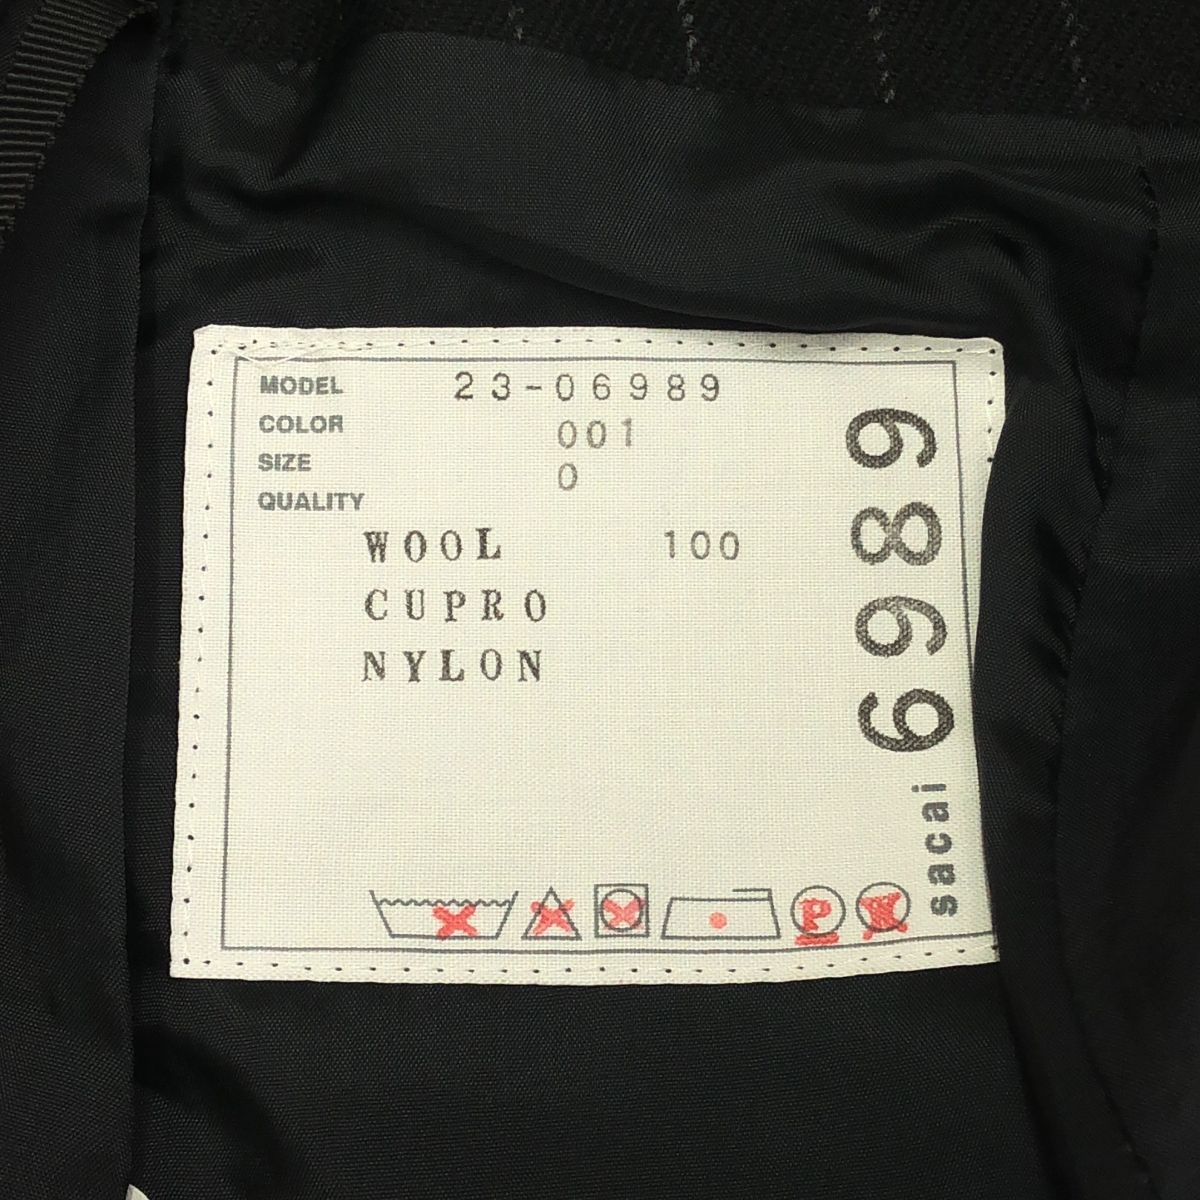 MODEL 23-06989
COLOR 001
SIZE 0
QUALITY
WOOL 100
CUPRO
NYLON
P
W
sacai 6989